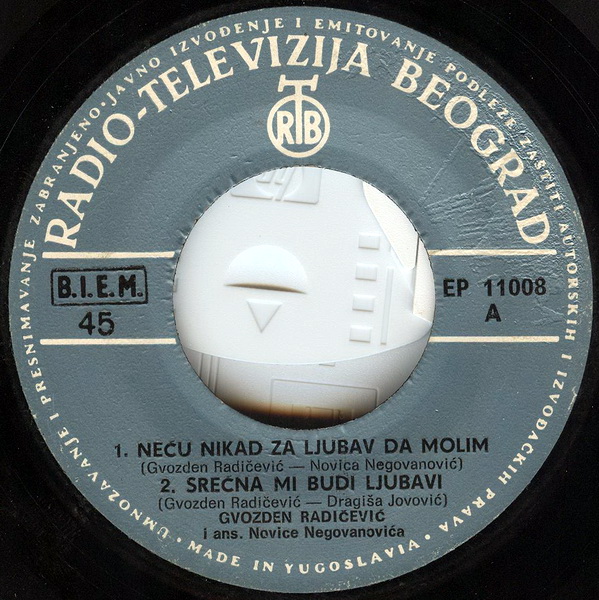 UMNOŽAVANJE I PRESNIMAVANJE ZABRANJENO • JAVNO IZVOĐENJE I EMITOVANJE PODLEŽE ZAŠTITI AUTORSKIH I IZVOĐAČKIH PRAVA •
RADIO-TELEVIZIJA BEOGRAD
RTB
B.I.E.M.
45
EP 11008
A
1. NEĆU NIKAD ZA LJUBAV DA MOLIM
(Gvozden Radičević — Novica Negovanović)
2. SREĆNA MI BUDI LJUBAVI
(Gvozden Radičević — Dragiša Jovović)
GVOZDEN RADIČEVIĆ
i ans. Novice Negovanovića
• MADE IN YUGOSLAVIA •